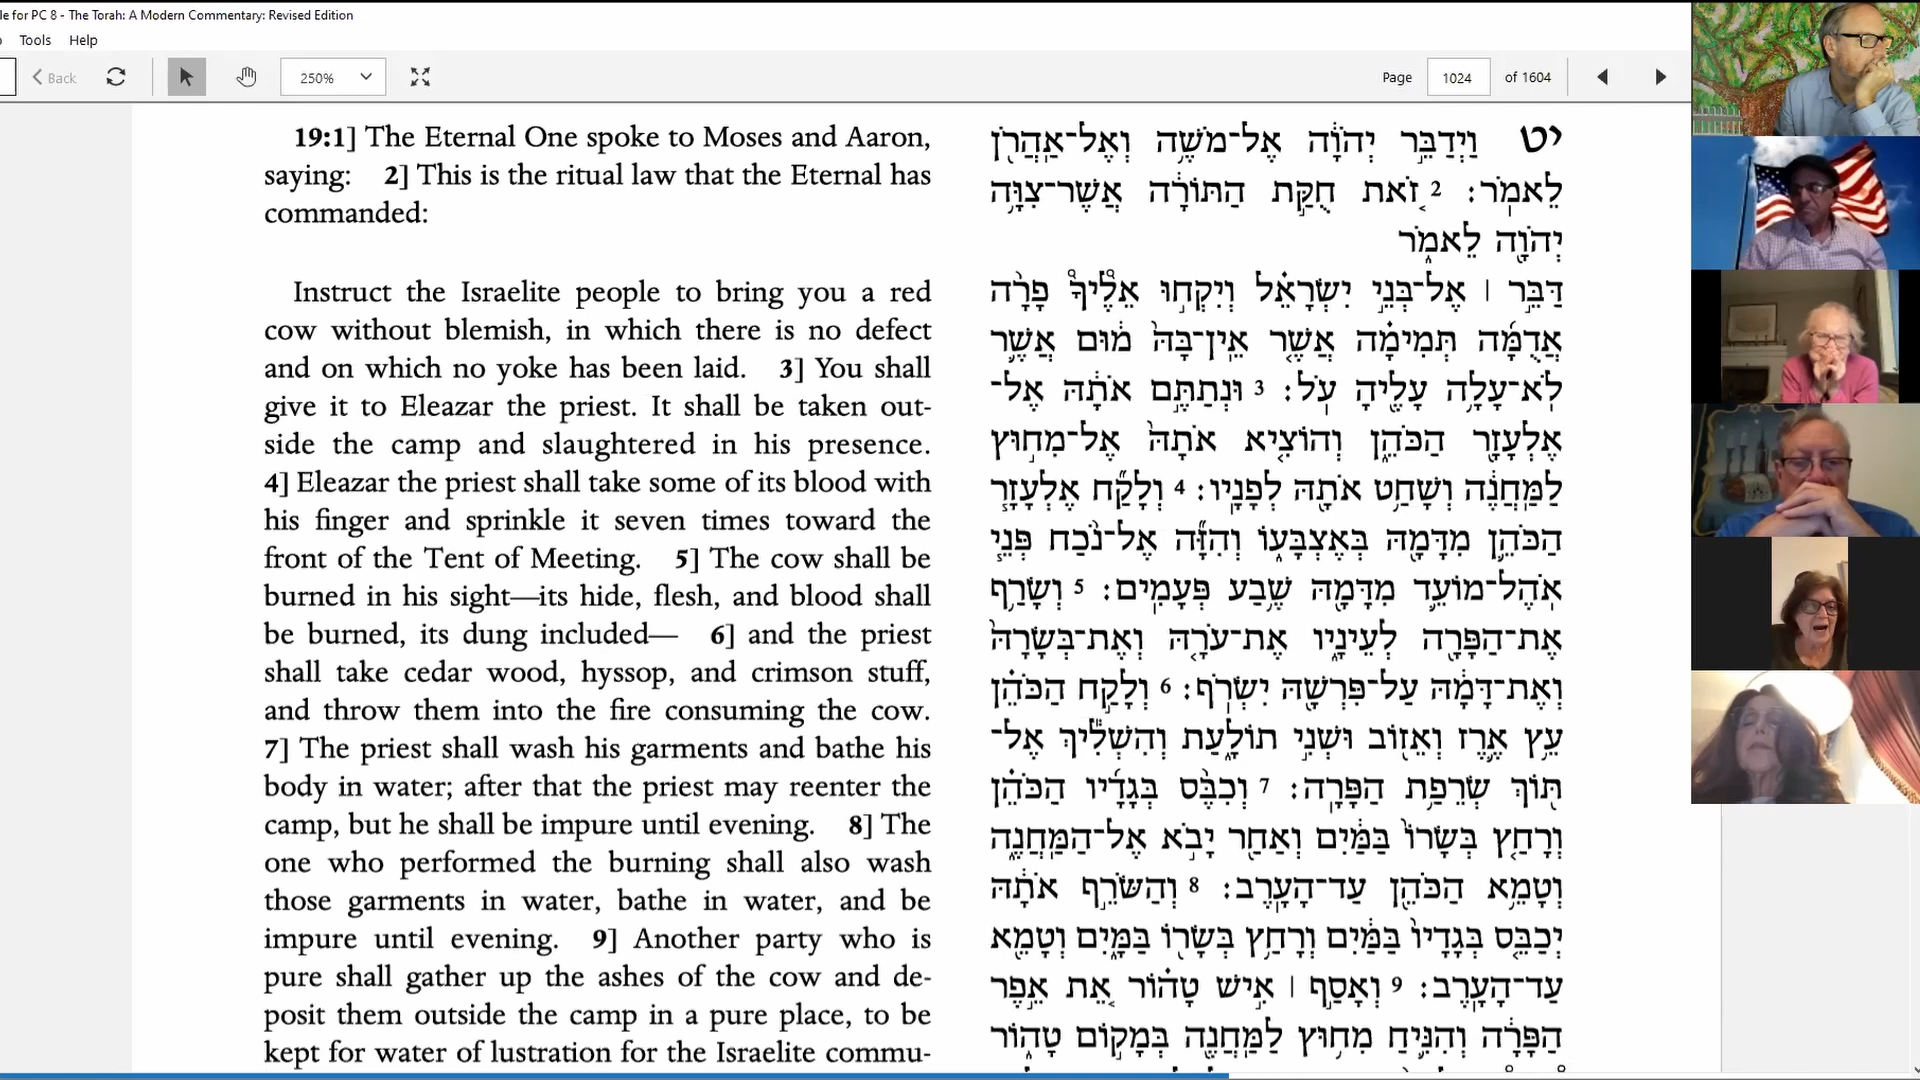 le for PC 8 - The Torah: A Modern Commentary: Revised Edition
Tools Help
Back 250% Page 1024 of 1604
19:1] The Eternal One spoke to Moses and Aaron,
saying: 2] This is the ritual law that the Eternal has
commanded:
Instruct the Israelite people to bring you a red
cow without blemish, in which there is no defect
and on which no yoke has been laid. 3] You shall
give it to Eleazar the priest. It shall be taken out-
side the camp and slaughtered in his presence.
4] Eleazar the priest shall take some of its blood with
his finger and sprinkle it seven times toward the
front of the Tent of Meeting. 5] The cow shall be
burned in his sight—its hide, flesh, and blood shall
be burned, its dung included— 6] and the priest
shall take cedar wood, hyssop, and crimson stuff,
and throw them into the fire consuming the cow.
7] The priest shall wash his garments and bathe his
body in water; after that the priest may reenter the
camp, but he shall be impure until evening. 8] The
one who performed the burning shall also wash
those garments in water, bathe in water, and be
impure until evening. 9] Another party who is
pure shall gather up the ashes of the cow and de-
posit them outside the camp in a pure place, to be
kept for water of lustration for the Israelite commu-
יט וַיְדַבֵּ֣ר יְהֹוָ֔ה אֶל־מֹשֶׁ֥ה וְאֶֽל־אַהֲרֹ֖ן
לֵאמֹֽר׃ 2 זֹ֚את חֻקַּ֣ת הַתּוֹרָ֔ה אֲשֶׁר־צִוָּ֥ה
יְהֹוָ֖ה לֵאמֹ֑ר
דַּבֵּ֣ר ׀ אֶל־בְּנֵ֣י יִשְׂרָאֵ֗ל וְיִקְח֣וּ אֵלֶ֩יךָ֩ פָרָ֨ה
אֲדֻמָּ֜ה תְּמִימָ֗ה אֲשֶׁ֤ר אֵֽין־בָּהּ֙ מ֔וּם אֲשֶׁ֛ר
לֹא־עָלָ֥ה עָלֶ֖יהָ עֹֽל׃ 3 וּנְתַתֶּ֣ם אֹתָ֔הּ אֶל־
אֶלְעָזָ֖ר הַכֹּהֵ֑ן וְהוֹצִ֤יא אֹתָהּ֙ אֶל־מִח֣וּץ
לַֽמַּחֲנֶ֔ה וְשָׁחַ֥ט אֹתָ֖הּ לְפָנָֽיו׃ 4 וְלָקַ֞ח אֶלְעָזָ֧ר
הַכֹּהֵ֛ן מִדָּמָ֖הּ בְּאֶצְבָּע֑וֹ וְהִזָּ֞ה אֶל־נֹ֨כַח פְּנֵ֧י
אֹֽהֶל־מוֹעֵ֛ד מִדָּמָ֖הּ שֶׁ֥בַע פְּעָמִֽים׃ 5 וְשָׂרַ֥ף
אֶת־הַפָּרָ֖ה לְעֵינָ֑יו אֶת־עֹרָ֤הּ וְאֶת־בְּשָׂרָהּ֙
וְאֶת־דָּמָ֔הּ עַל־פִּרְשָׁ֖הּ יִשְׂרֹֽף׃ 6 וְלָקַ֣ח הַכֹּהֵ֗ן
עֵ֥ץ אֶ֛רֶז וְאֵז֖וֹב וּשְׁנִ֣י תוֹלָ֑עַת וְהִשְׁלִ֕יךְ אֶל־
תּ֖וֹךְ שְׂרֵפַ֥ת הַפָּרָֽה׃ 7 וְכִבֶּ֨ס בְּגָדָ֜יו הַכֹּהֵ֗ן
וְרָחַ֤ץ בְּשָׂרוֹ֙ בַּמַּ֔יִם וְאַחַ֖ר יָבֹ֣א אֶל־הַֽמַּחֲנֶ֑ה
וְטָמֵ֥א הַכֹּהֵ֖ן עַד־הָעָֽרֶב׃ 8 וְהַשֹּׂרֵ֣ף אֹתָ֔הּ
יְכַבֵּ֤ס בְּגָדָיו֙ בַּמַּ֔יִם וְרָחַ֥ץ בְּשָׂר֖וֹ בַּמָּ֑יִם וְטָמֵ֖א
עַד־הָעָֽרֶב׃ 9 וְאָסַ֣ף ׀ אִ֣ישׁ טָה֗וֹר אֵ֚ת אֵ֣פֶר
הַפָּרָ֔ה וְהִנִּ֛יחַ מִח֥וּץ לַֽמַּחֲנֶ֖ה בְּמָק֣וֹם טָה֑וֹר